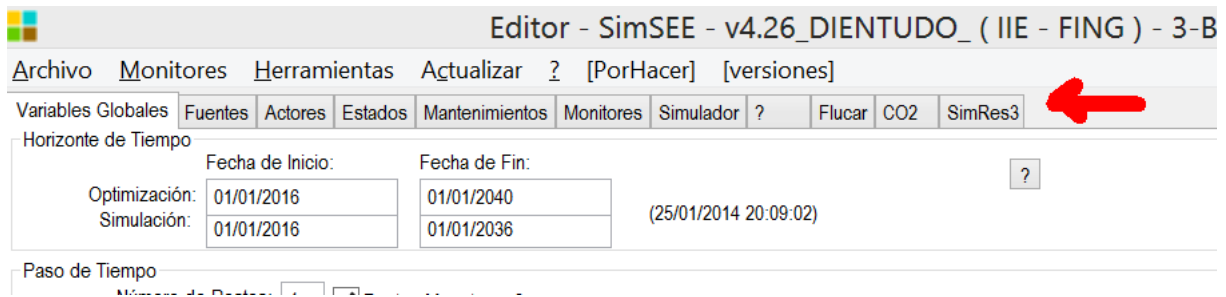 Editor - SimSEE - v4.26_DIENTUDO_ ( IIE - FING ) - 3-B
Archivo Monitores Herramientas Actualizar ? [PorHacer] [versiones]
Variables Globales Fuentes Actores Estados Mantenimientos Monitores Simulador ? Flucar CO2 SimRes3
Horizonte de Tiempo
Fecha de Inicio: Fecha de Fin:
?
Optimización: 01/01/2016 01/01/2040
(25/01/2014 20:09:02)
Simulación: 01/01/2016 01/01/2036
Paso de Tiempo